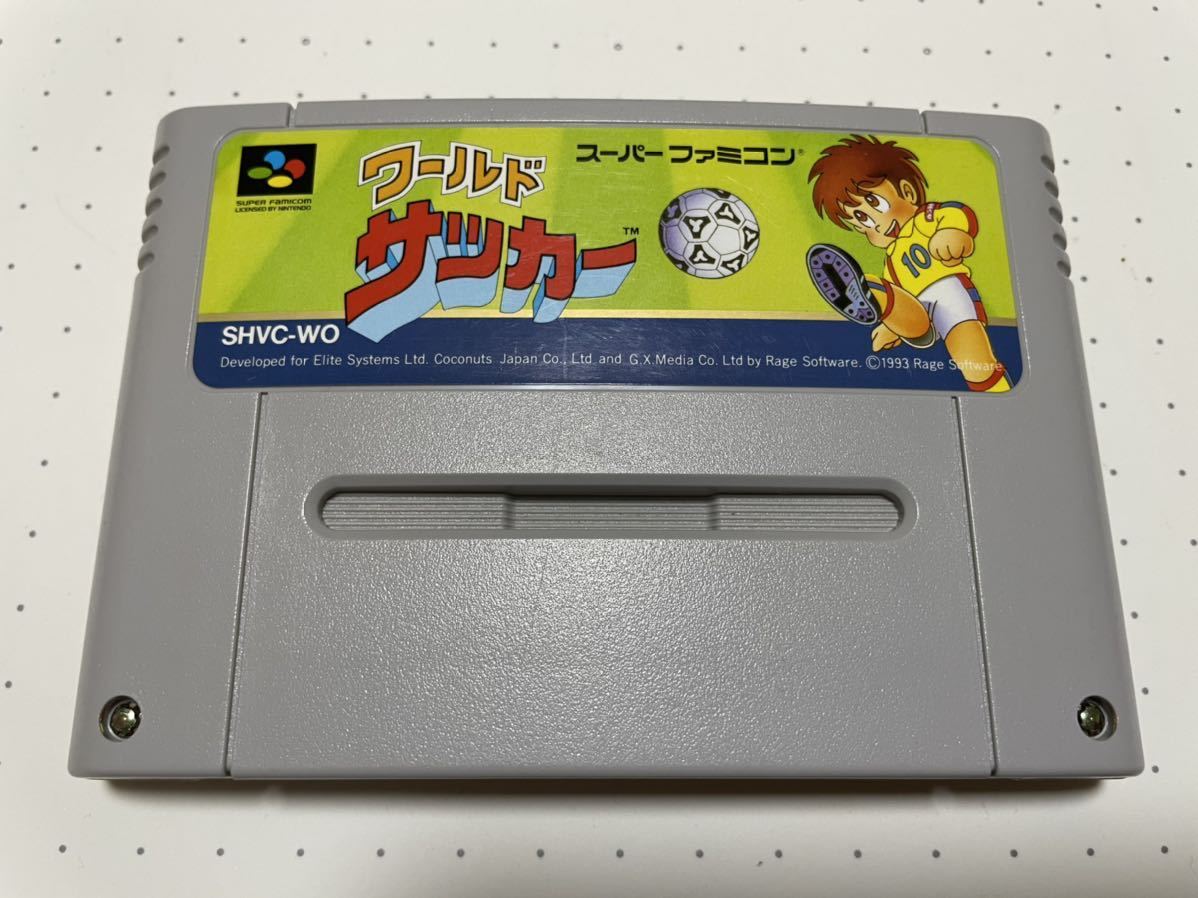 スーパーファミコン®
SUPER FAMICOM
LICENSED BY NINTENDO
ワールド
サッカー™
10
SHVC-WO
Developed for Elite Systems Ltd. Coconuts Japan Co., Ltd. and G.X.Media Co. Ltd by Rage Software. ©1993 Rage Software